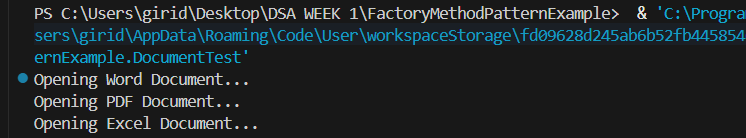 PS C:\Users\girid\Desktop\DSA WEEK 1\FactoryMethodPatternExample>  & 'C:\Progra
sers\girid\AppData\Roaming\Code\User\workspaceStorage\fd09628d245ab6b52fb445854
ernExample.DocumentTest'
Opening Word Document...
Opening PDF Document...
Opening Excel Document...